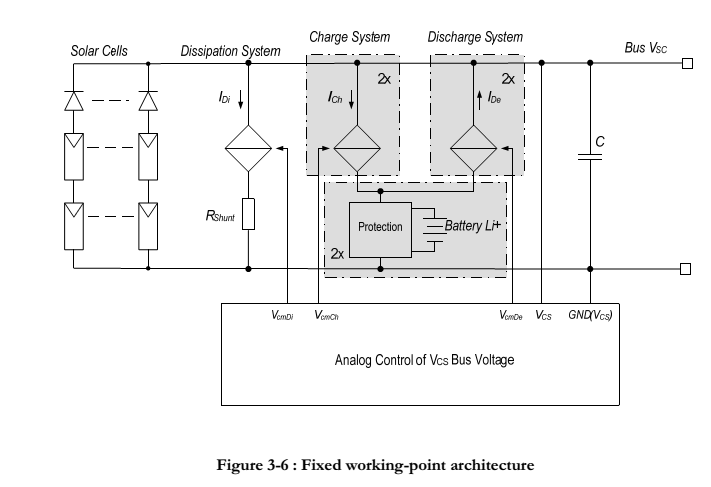 Charge System
Discharge System
Solar Cells
Dissipation System
Bus VSC
2x
2x
IDi
ICh
IDe
C
RShunt
Protection
Battery Li+
2x
VcmDi
VcmCh
VcmDe
VCS
GND(VCS)
Analog Control of VCS Bus Voltage
Figure 3-6 : Fixed working-point architecture